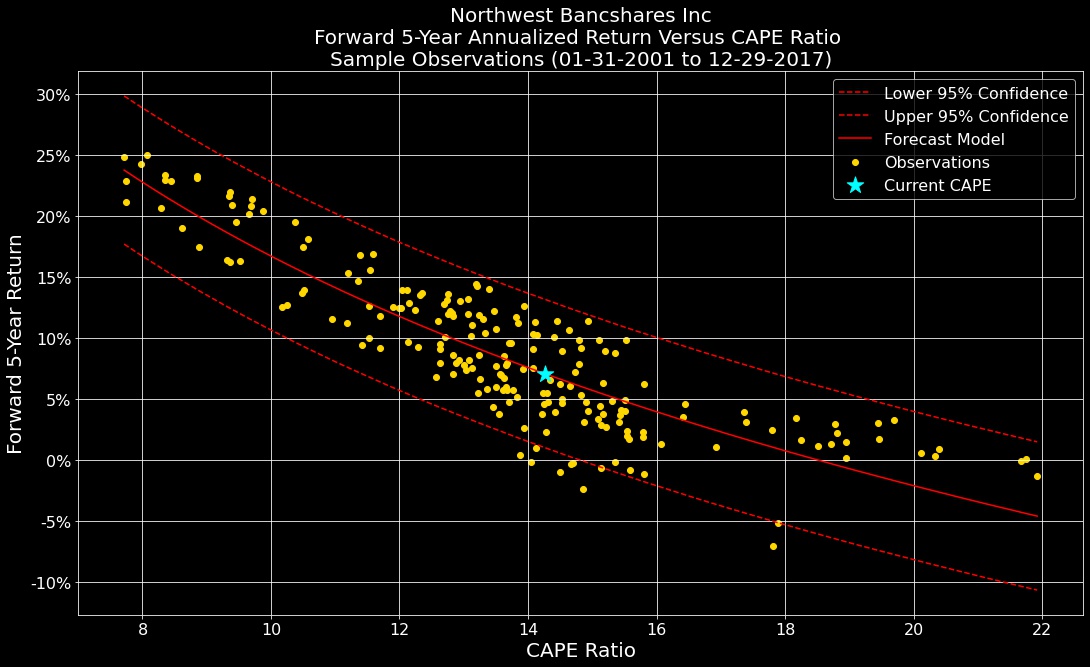 Northwest Bancshares Inc
Forward 5-Year Annualized Return Versus CAPE Ratio
Sample Observations (01-31-2001 to 12-29-2017)
Lower 95% Confidence
Upper 95% Confidence
Forecast Model
Observations
Current CAPE
Forward 5-Year Return
30%
25%
20%
15%
10%
5%
0%
-5%
-10%
8 10 12 14 16 18 20 22
CAPE Ratio